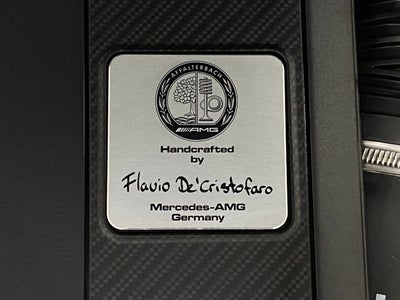 AFFALTERBACH
AMG
Handcrafted
by
Flavio De'Cristofaro
Mercedes-AMG
Germany